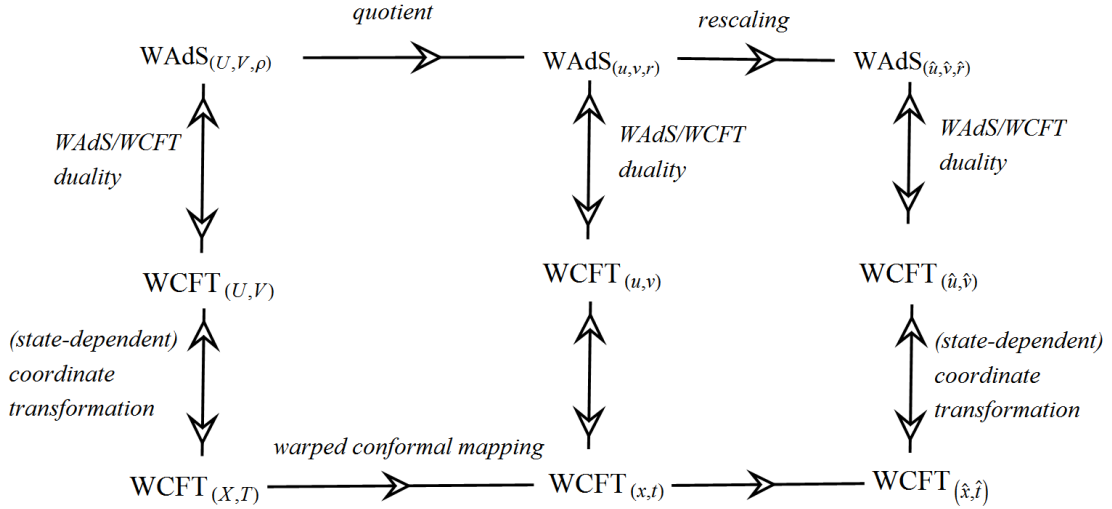 quotient
rescaling
WAdS(U,V,ρ)
WAdS(u,v,r)
WAdS(û,v̂,r̂)
WAdS/WCFT
duality
WAdS/WCFT
duality
WAdS/WCFT
duality
WCFT(U,V)
WCFT(u,v)
WCFT(û,v̂)
(state-dependent)
coordinate
transformation
(state-dependent)
coordinate
transformation
warped conformal mapping
WCFT(X,T)
WCFT(x,t)
WCFT(x̂,t̂)